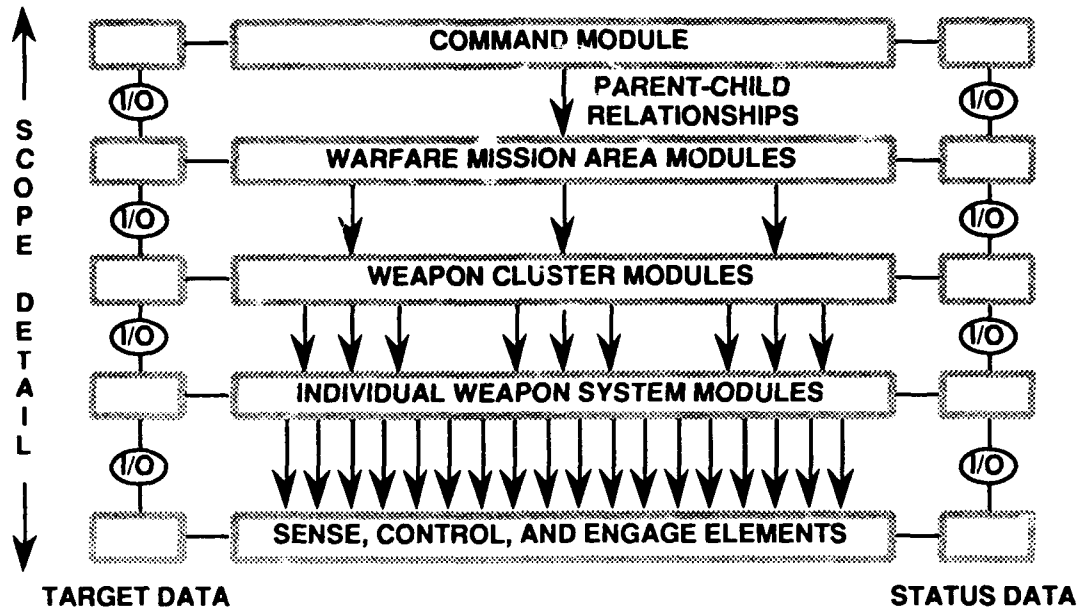 COMMAND MODULE
PARENT-CHILD
RELATIONSHIPS
I/O
I/O
WARFARE MISSION AREA MODULES
I/O
I/O
WEAPON CLUSTER MODULES
I/O
I/O
INDIVIDUAL WEAPON SYSTEM MODULES
I/O
I/O
SENSE, CONTROL, AND ENGAGE ELEMENTS
SCOPE
DETAIL
TARGET DATA
STATUS DATA